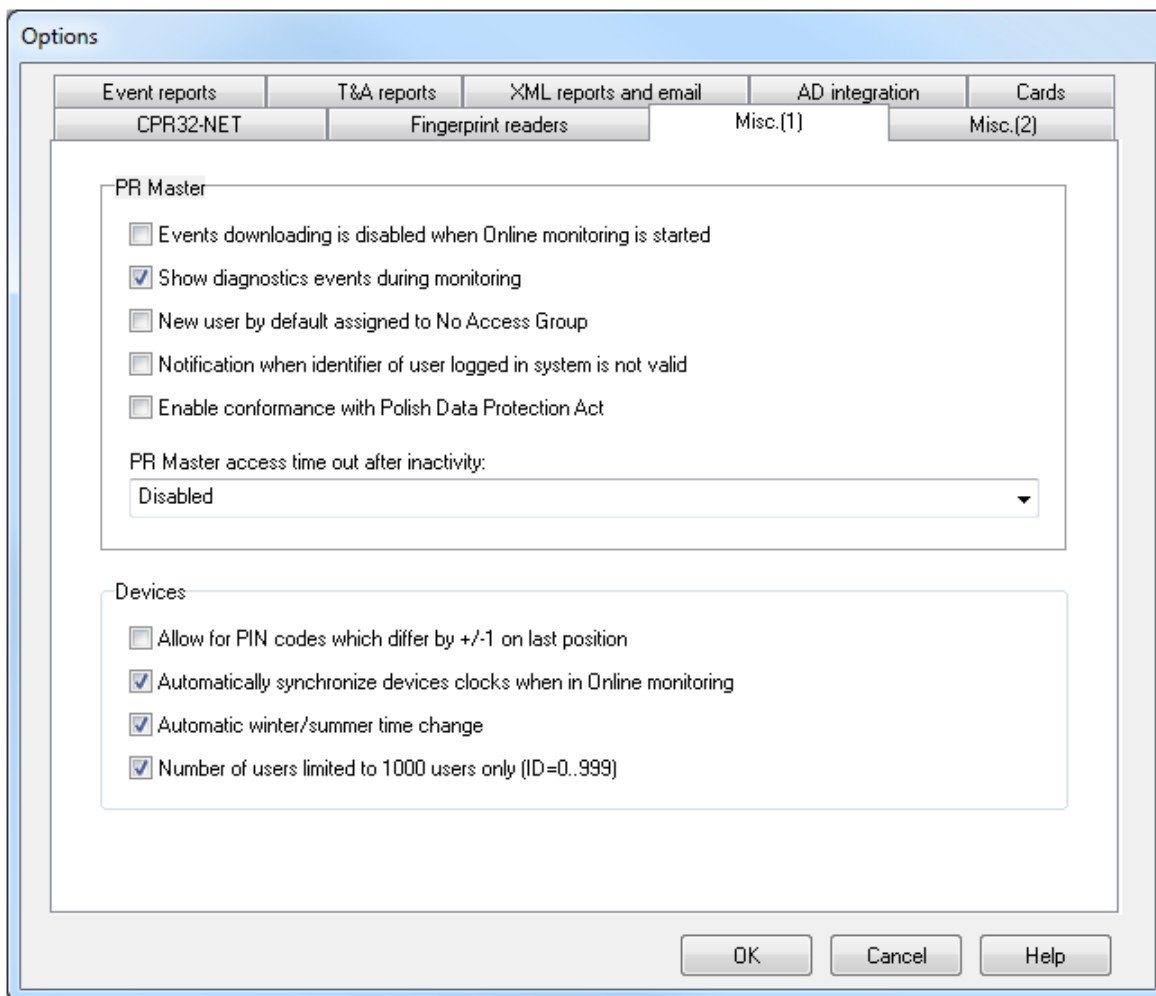 Options
Event reports
T&A reports
XML reports and email
AD integration
Cards
CPR32-NET
Fingerprint readers
Misc.(1)
Misc.(2)
PR Master
Events downloading is disabled when Online monitoring is started
Show diagnostics events during monitoring
New user by default assigned to No Access Group
Notification when identifier of user logged in system is not valid
Enable conformance with Polish Data Protection Act
PR Master access time out after inactivity:
Disabled
Devices
Allow for PIN codes which differ by +/-1 on last position
Automatically synchronize devices clocks when in Online monitoring
Automatic winter/summer time change
Number of users limited to 1000 users only (ID=0..999)
OK
Cancel
Help